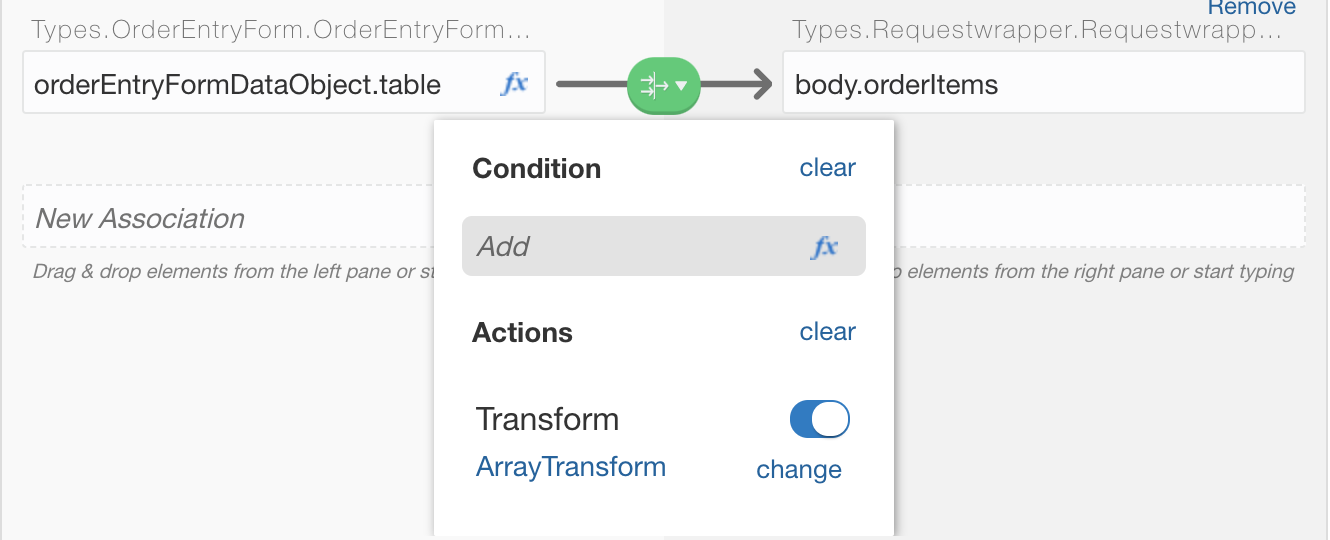 Remove
Types.OrderEntryForm.OrderEntryForm...
Types.Requestwrapper.Requestwrapp...
orderEntryFormDataObject.table fx
body.orderItems
Condition clear
New Association
Add fx
Drag & drop elements from the left pane or
elements from the right pane or start typing
Actions clear
Transform
ArrayTransform change